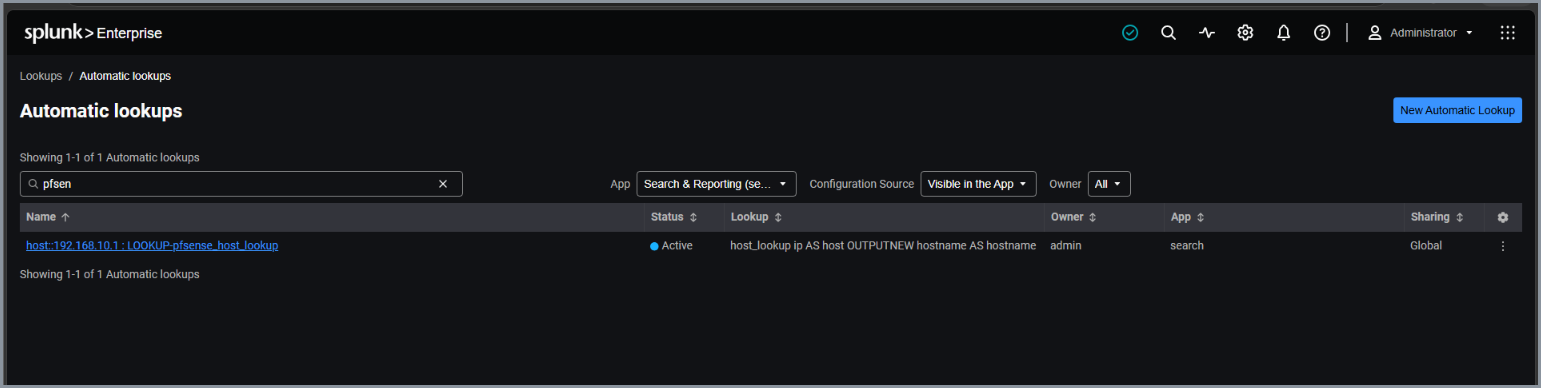 splunk> Enterprise
Administrator
Lookups / Automatic lookups
Automatic lookups
New Automatic Lookup
Showing 1-1 of 1 Automatic lookups
pfsen App Search & Reporting (se... Configuration Source Visible in the App Owner All
Name Status Lookup Owner App Sharing
host::192.168.10.1 : LOOKUP-pfsense_host_lookup Active host_lookup ip AS host OUTPUTNEW hostname AS hostname admin search Global
Showing 1-1 of 1 Automatic lookups